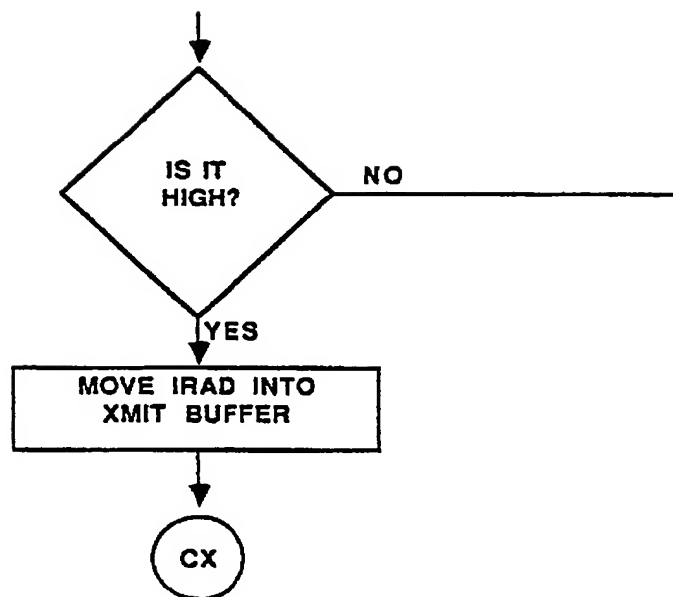 IS IT
HIGH?
NO
YES
MOVE IRAD INTO
XMIT BUFFER
CX